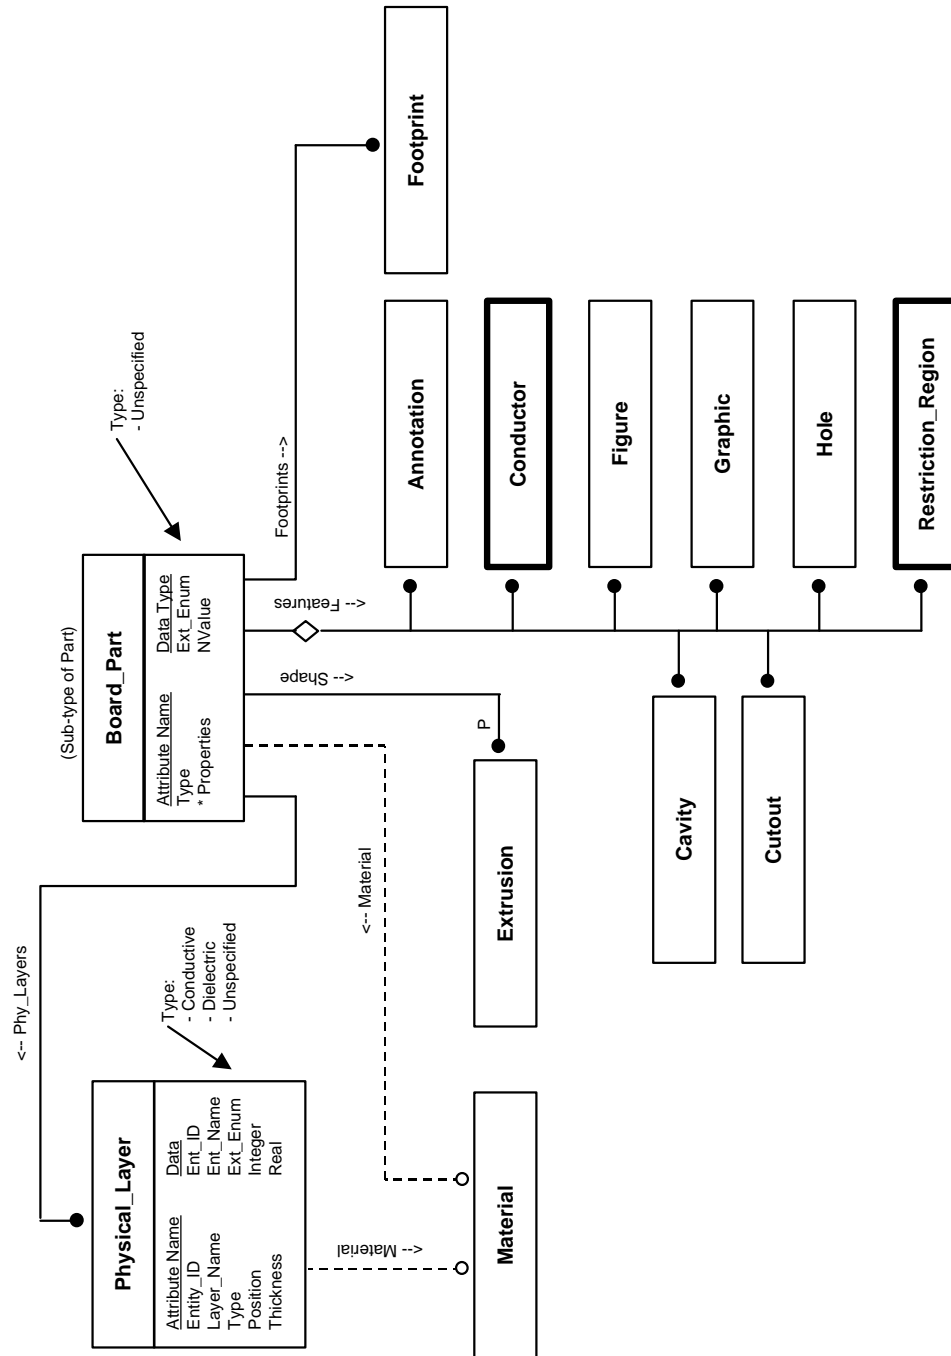 (Sub-type of Part)
Board_Part
Attribute Name Data Type
Type Ext_Enum
* Properties NValue
Type:
- Unspecified
<-- Phy_Layers
Physical_Layer
Attribute Name Data
Entity_ID Ent_ID
Layer_Name Ent_Name
Type Ext_Enum
Position Integer
Thickness Real
Type:
- Conductive
- Dielectric
- Unspecified
<-- Material
<-- Material
<-- Shape
<-- Features
Footprints -->
P
Material
Extrusion
Annotation
Footprint
Conductor
Figure
Cavity
Graphic
Cutout
Hole
Restriction_Region